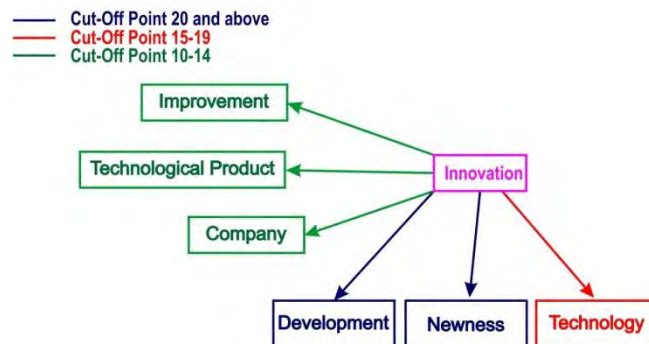 Cut-Off Point 20 and above
Cut-Off Point 15-19
Cut-Off Point 10-14
Improvement
Technological Product
Innovation
Company
Development
Newness
Technology